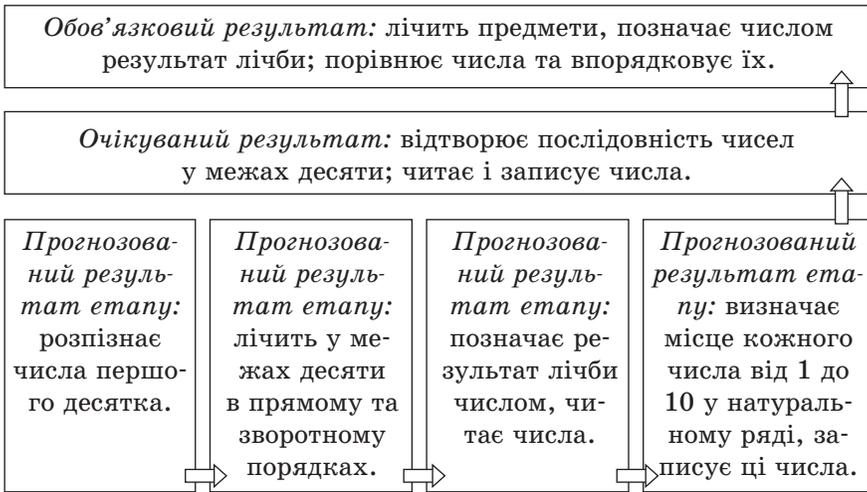 Обов’язковий результат: лічить предмети, позначає числом
результат лічби; порівнює числа та впорядковує їх.
Очікуваний результат: відтворює послідовність чисел
у межах десяти; читає і записує числа.
Прогнозова-
ний резуль-
тат етапу:
розпізнає
числа першо-
го десятка.
Прогнозова-
ний резуль-
тат етапу:
лічить у ме-
жах десяти
в прямому та
зворотному
порядках.
Прогнозова-
ний резуль-
тат етапу:
позначає ре-
зультат лічби
числом, чи-
тає числа.
Прогнозований
результат ета-
пу: визначає
місце кожного
числа від 1 до
10 у натураль-
ному ряді, за-
писує ці числа.